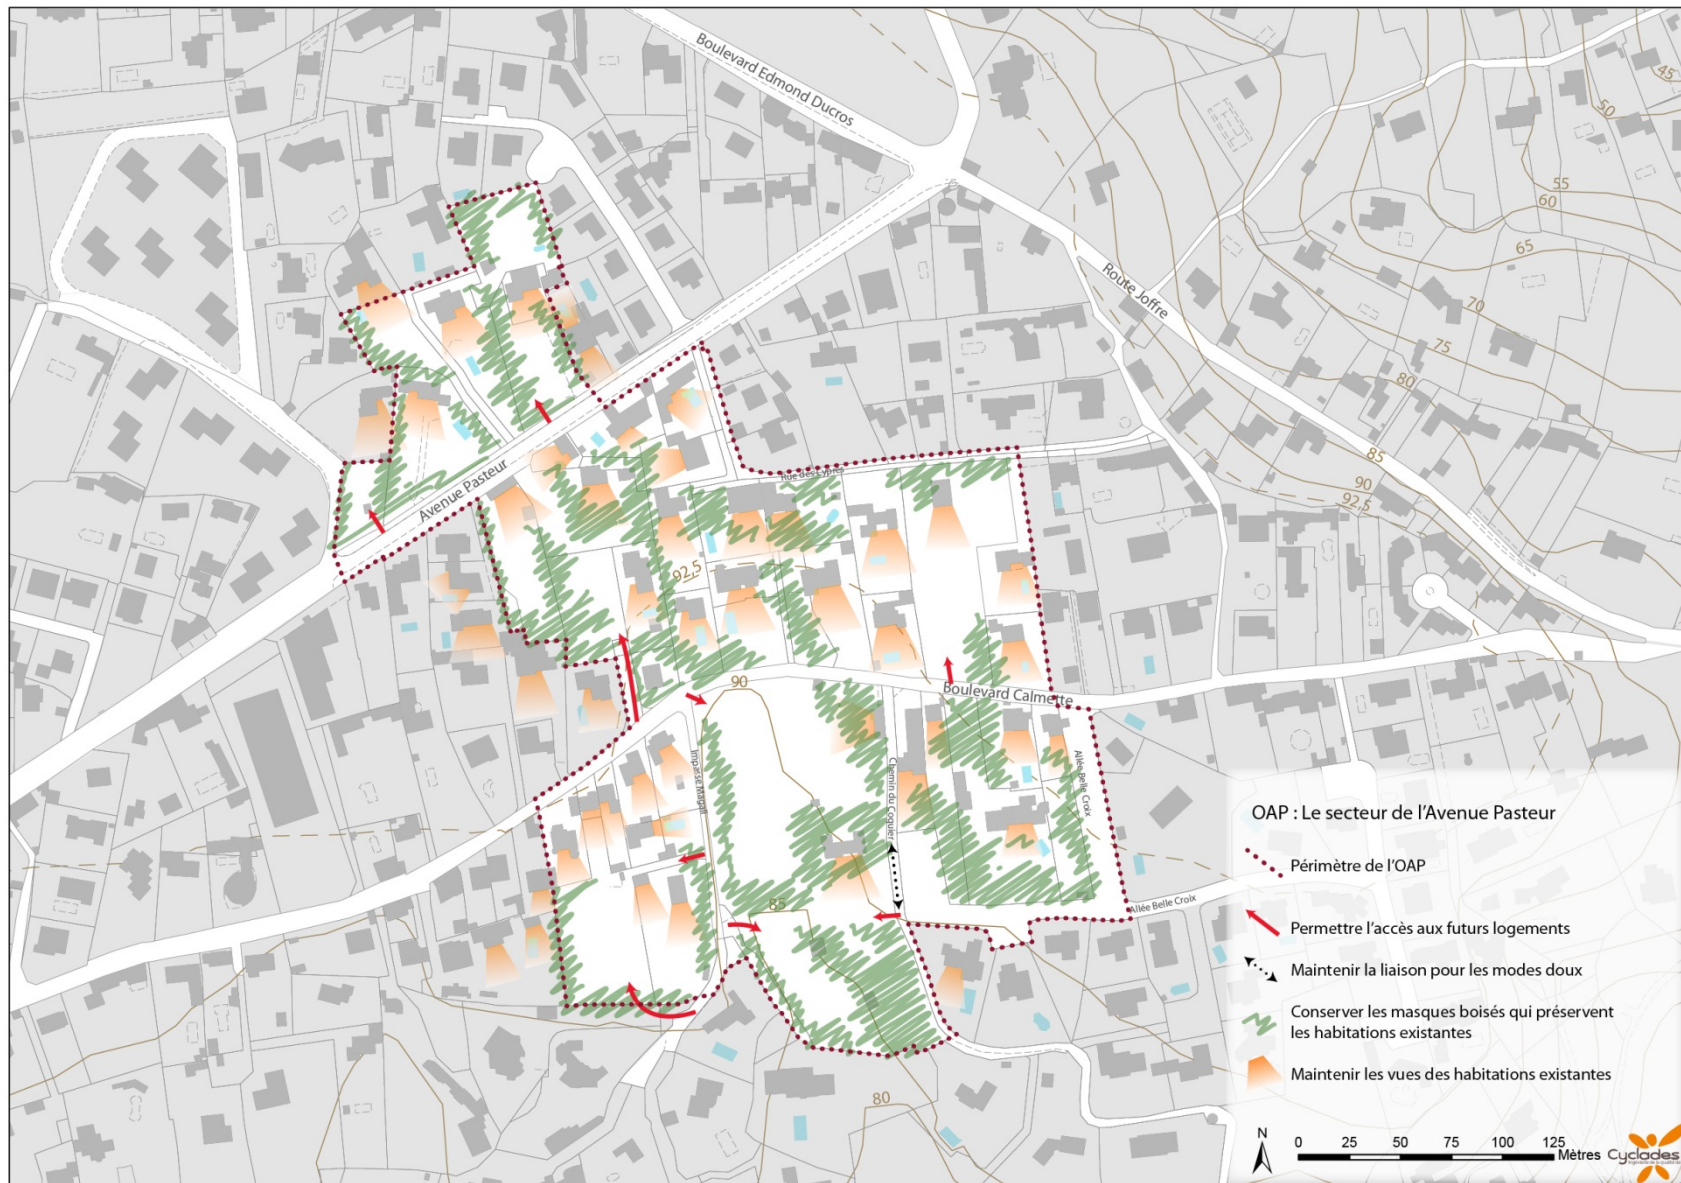 Boulevard Edmond Ducros
45
50
55
60
65
Route Joffre
70
75
80
85
90
92,5
Avenue Pasteur
Rue des Cyprès
92,5
90
Boulevard Calmette
Impasse Magali
Chemin du Coquier
Allée Belle Croix
85
Allée Belle Croix
80
OAP : Le secteur de l'Avenue Pasteur
Périmètre de l'OAP
Permettre l'accès aux futurs logements
Maintenir la liaison pour les modes doux
Conserver les masques boisés qui préservent
les habitations existantes
Maintenir les vues des habitations existantes
N
0 25 50 75 100 125
Mètres
Cyclades